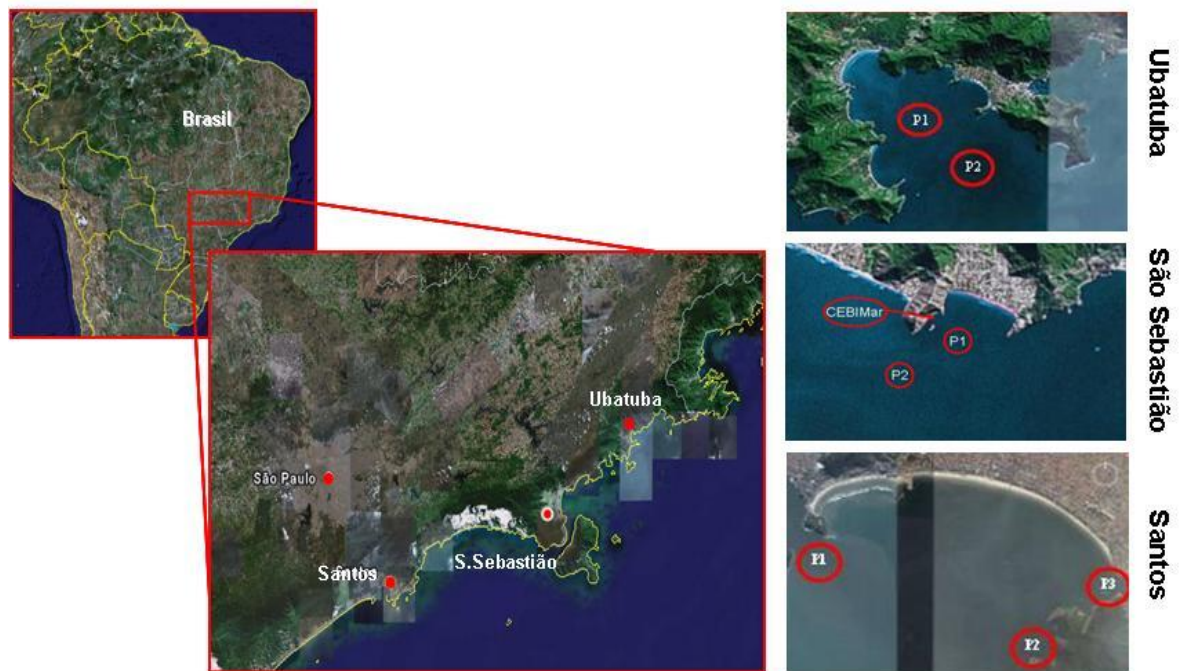 Brasil
Ubatuba
São Paulo
S.Sebastião
Santos
P1
P2
Ubatuba
CEBIMar
P1
P2
São Sebastião
P1
P2
P3
Santos